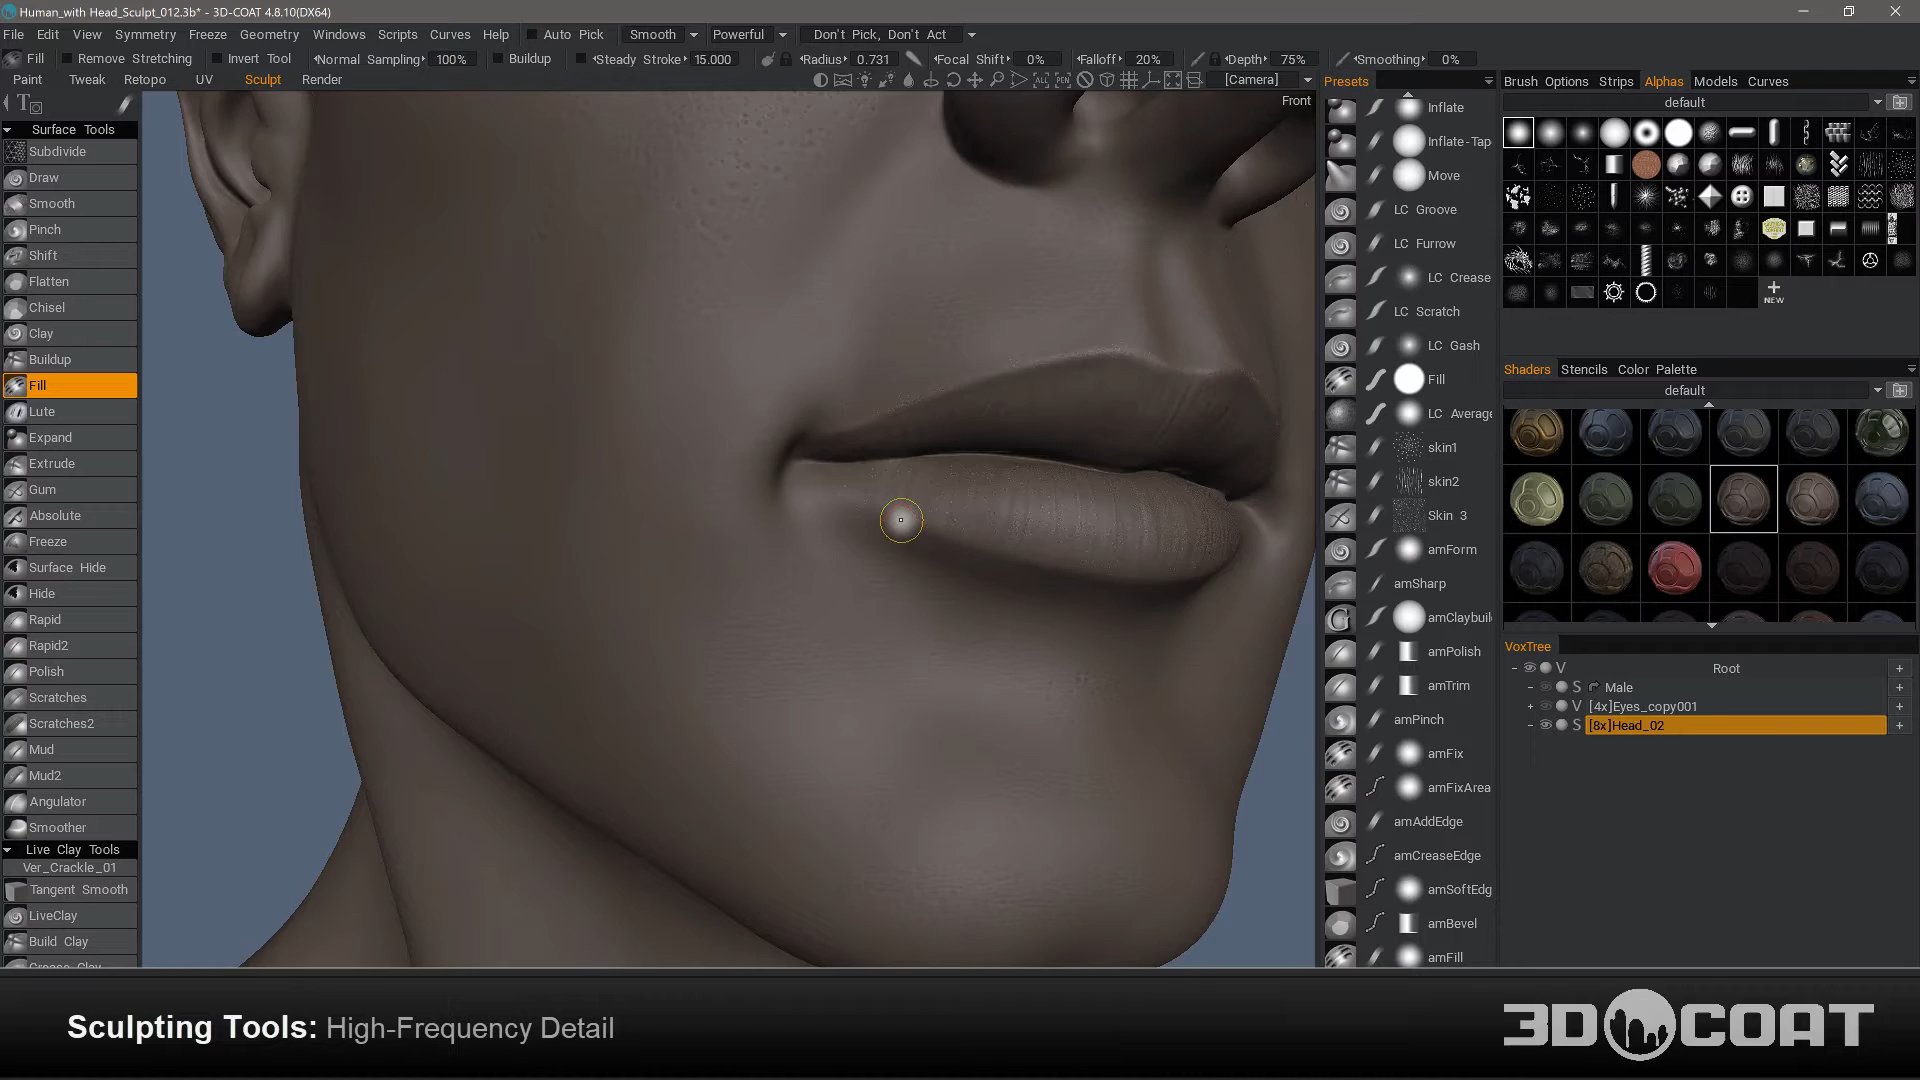 Human_with Head_Sculpt_012.3b* - 3D-COAT 4.8.10(DX64)
File Edit View Symmetry Freeze Geometry Windows Scripts Curves Help Auto Pick Smooth Powerful Don't Pick, Don't Act
Fill Remove Stretching Invert Tool Normal Sampling 100% Buildup Steady Stroke 15.000 Radius 0.731 Focal Shift 0% Falloff 20% Depth 75% Smoothing 0%
Paint Tweak Retopo UV Sculpt Render [Camera]
Front
Surface Tools
Subdivide
Draw
Smooth
Pinch
Shift
Flatten
Chisel
Clay
Buildup
Fill
Lute
Expand
Extrude
Gum
Absolute
Freeze
Surface Hide
Hide
Rapid
Rapid2
Polish
Scratches
Scratches2
Mud
Mud2
Angulator
Smoother
Live Clay Tools
Ver_Crackle_01
Tangent Smooth
LiveClay
Build Clay
Presets
Inflate
Inflate-Tap
Move
LC Groove
LC Furrow
LC Crease
LC Scratch
LC Gash
Fill
LC Average
skin1
skin2
Skin 3
amForm
amSharp
amClaybuil
amPolish
amTrim
amPinch
amFix
amFixArea
amAddEdge
amCreaseEdge
amSoftEdg
amBevel
amFill
Brush Options Strips Alphas Models Curves
default
NEW
Shaders Stencils Color Palette
default
VoxTree
V Root
S Male
V [4x]Eyes_copy001
S [8x]Head_02
Sculpting Tools: High-Frequency Detail
3DCOAT